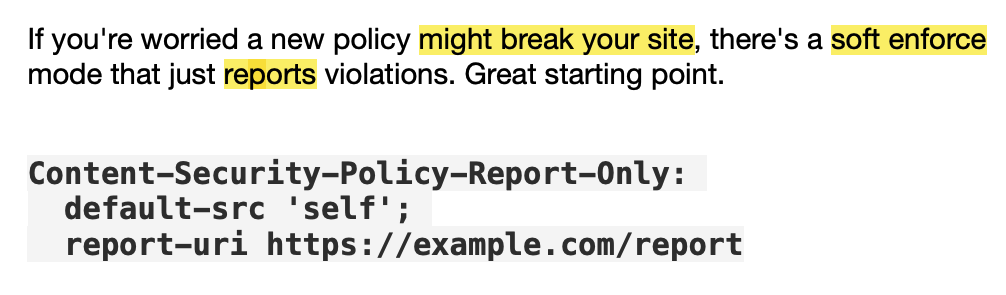 If you're worried a new policy might break your site, there's a soft enforce
mode that just reports violations. Great starting point.
Content-Security-Policy-Report-Only:
  default-src 'self';
  report-uri https://example.com/report